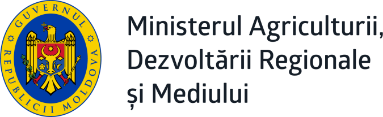 GUVERNUL
REPUBLICII MOLDOVA
Ministerul Agriculturii,
Dezvoltării Regionale
și Mediului